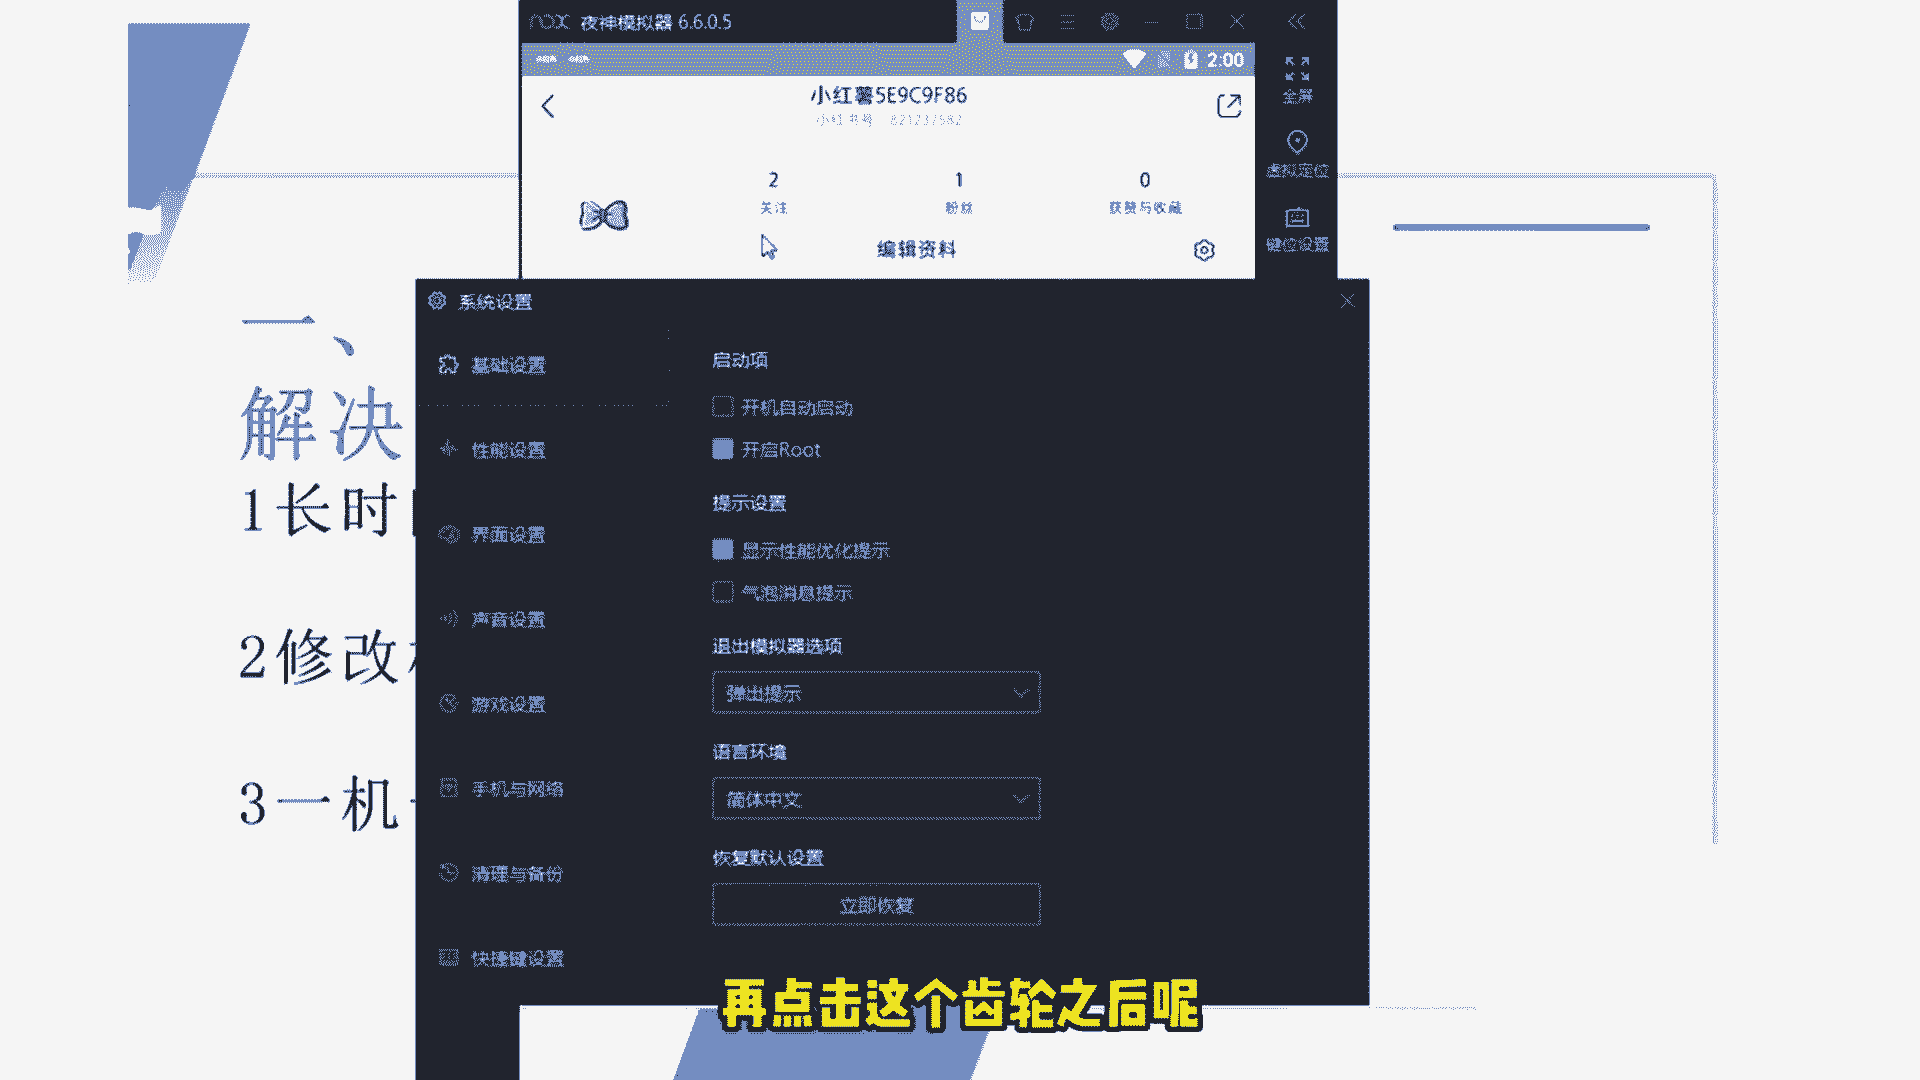 nox 夜神模拟器 6.6.0.5
2:00
小红薯5E9C9F86
小红书号
全屏
虚拟定位
2
1
0
关注
粉丝
获赞与收藏
键位设置
编辑资料
系统设置
一、
解决
1长时
2修改
3一机
基础设置
性能设置
界面设置
声音设置
游戏设置
手机与网络
清理与备份
快捷键设置
启动项
开机自动启动
开启Root
提示设置
显示性能优化提示
气泡消息提示
退出模拟器选项
弹出提示
语言环境
简体中文
恢复默认设置
立即恢复
再点击这个齿轮之后呢